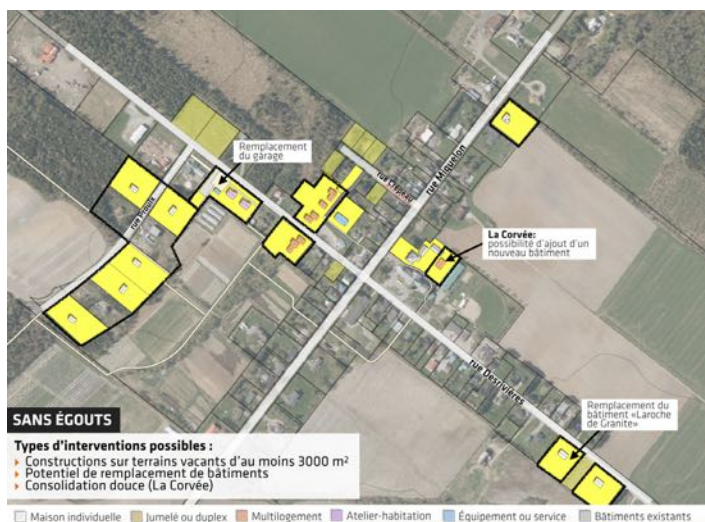 Remplacement
du garage
rue Proulx
rue Crépeau
rue Miquelon
La Corvée:
possibilité d'ajout d'un
nouveau bâtiment
rue Desrivières
Remplacement du
bâtiment «Laroche
de Granite»
SANS ÉGOUTS
Types d'interventions possibles :
Constructions sur terrains vacants d'au moins 3000 m²
Potentiel de remplacement de bâtiments
Consolidation douce (La Corvée)
Maison individuelle
Jumelé ou duplex
Multilogement
Atelier-habitation
Équipement ou service
Bâtiments existants